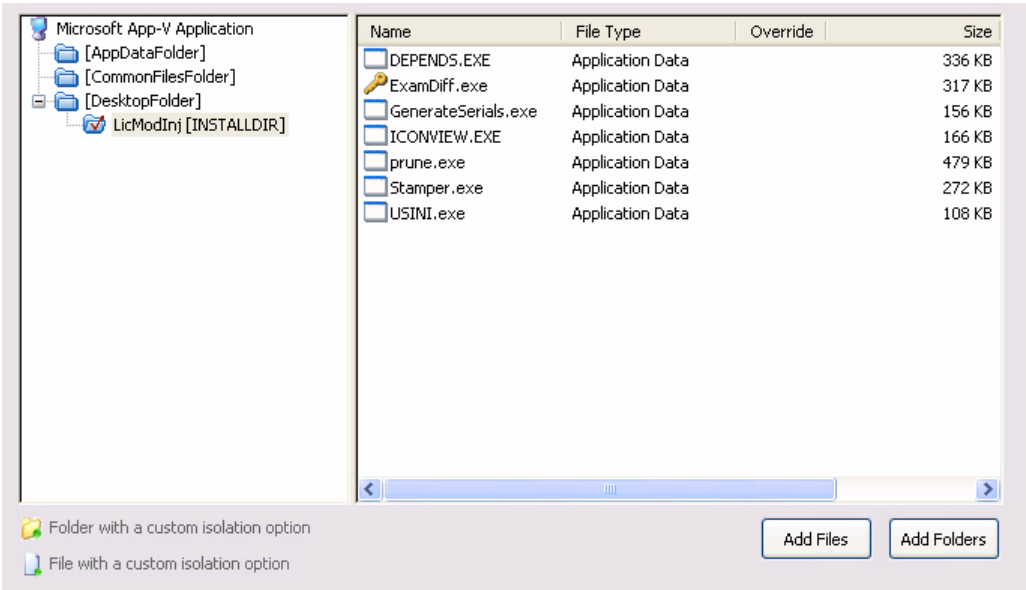 Microsoft App-V Application
[AppDataFolder]
[CommonFilesFolder]
[DesktopFolder]
LicModInj [INSTALLDIR]
Name File Type Override Size
DEPENDS.EXE Application Data 336 KB
ExamDiff.exe Application Data 317 KB
GenerateSerials.exe Application Data 156 KB
ICONVIEW.EXE Application Data 166 KB
prune.exe Application Data 479 KB
Stamper.exe Application Data 272 KB
USINI.exe Application Data 108 KB
Folder with a custom isolation option
File with a custom isolation option
Add Files Add Folders